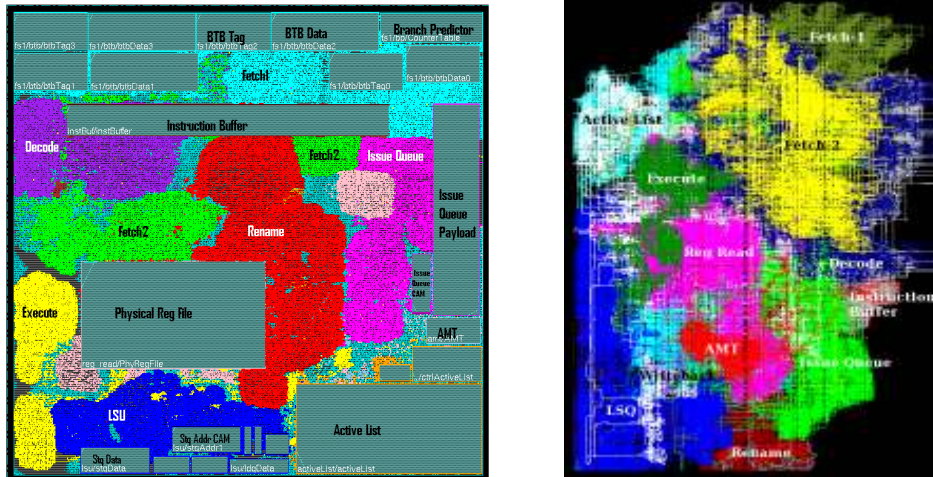 fs1/btb/btbTag3
fs1/btb/btbData3
BTB Tag
fs1/btb/btbTag2
BTB Data
fs1/btb/btbData2
Branch Predictor
fs1/bp/CounterTable
fetch1
fs1/btb/btbTag1
fs1/btb/btbData1
fs1/btb/btbTag0
fs1/btb/btbData0
Instruction Buffer
instBuf/instBuffer
Decode
Fetch2
Issue Queue
Issue
Queue
Payload
fetch2
Rename
Issue
Queue
CAM
Execute
Physical Reg File
reg_read/PhyRegFile
AMT
/ctrlActiveList
LSU
Active List
Stq Addr CAM
lsu/stqAddr1
Stq Data
lsu/stqData
lsu/ldqData
activeList/activeList
Fetch-1
Active List
Fetch-2
Execute
Reg Read
Decode
Instruction
Buffer
AMT
Issue Queue
LSQ
Rename